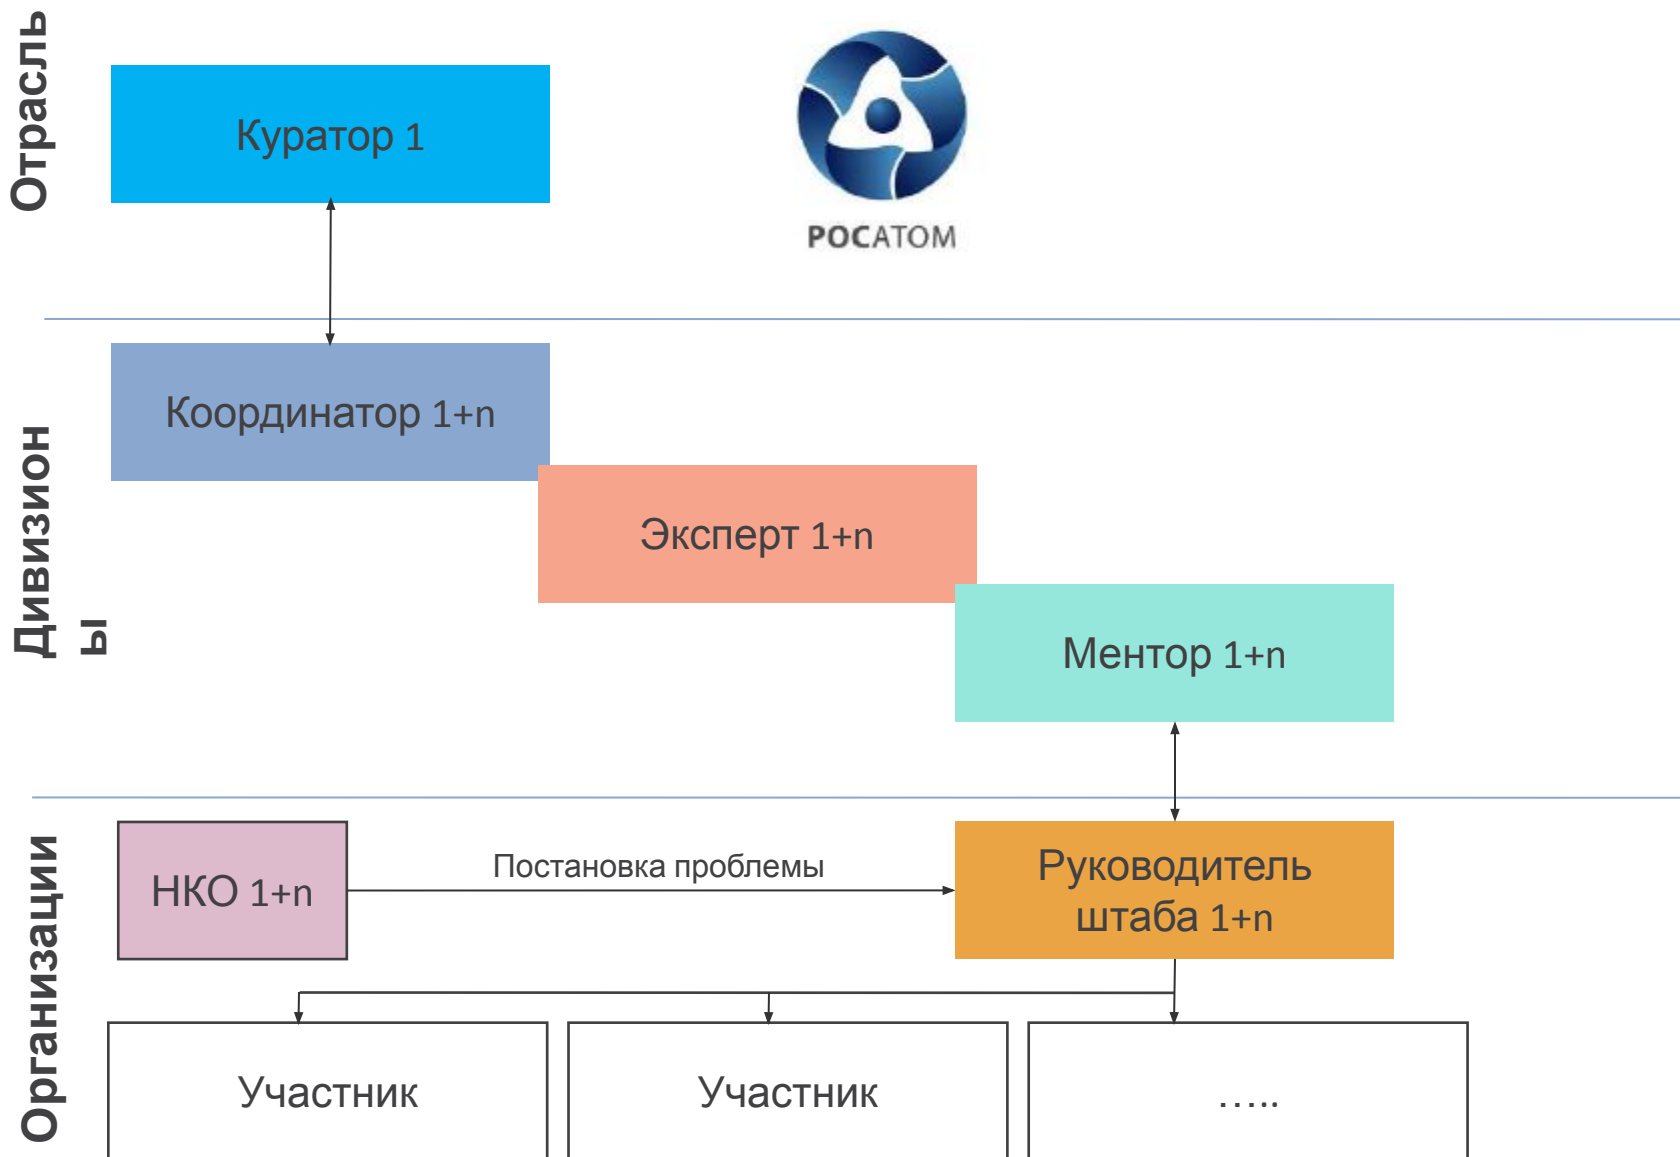 Отрасль
Куратор 1
РОСАТОМ
Дивизион
ы
Координатор 1+n
Эксперт 1+n
Ментор 1+n
Организации
НКО 1+n
Постановка проблемы
Руководитель
штаба 1+n
Участник
Участник
…..